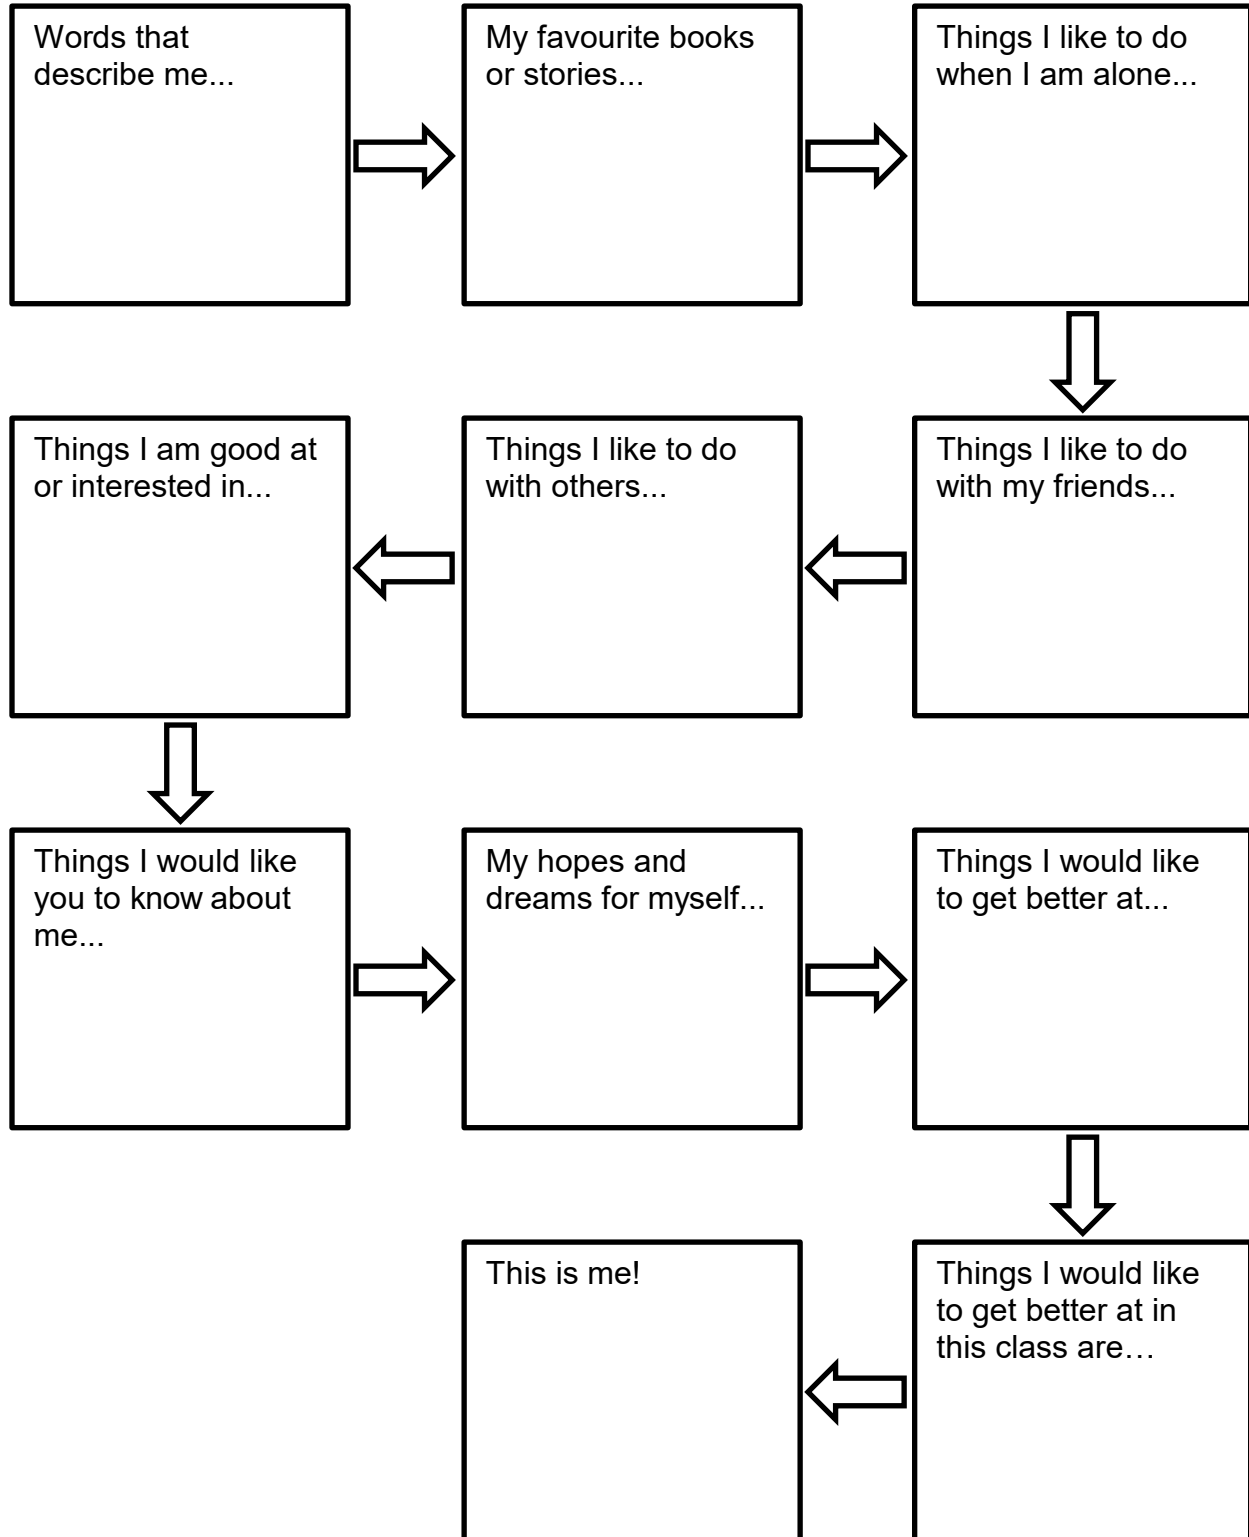 Words that
describe me...
My favourite books
or stories...
Things I like to do
when I am alone...
Things I like to do
with my friends...
Things I like to do
with others...
Things I am good at
or interested in...
Things I would like
you to know about
me...
My hopes and
dreams for myself...
Things I would like
to get better at...
Things I would like
to get better at in
this class are…
This is me!